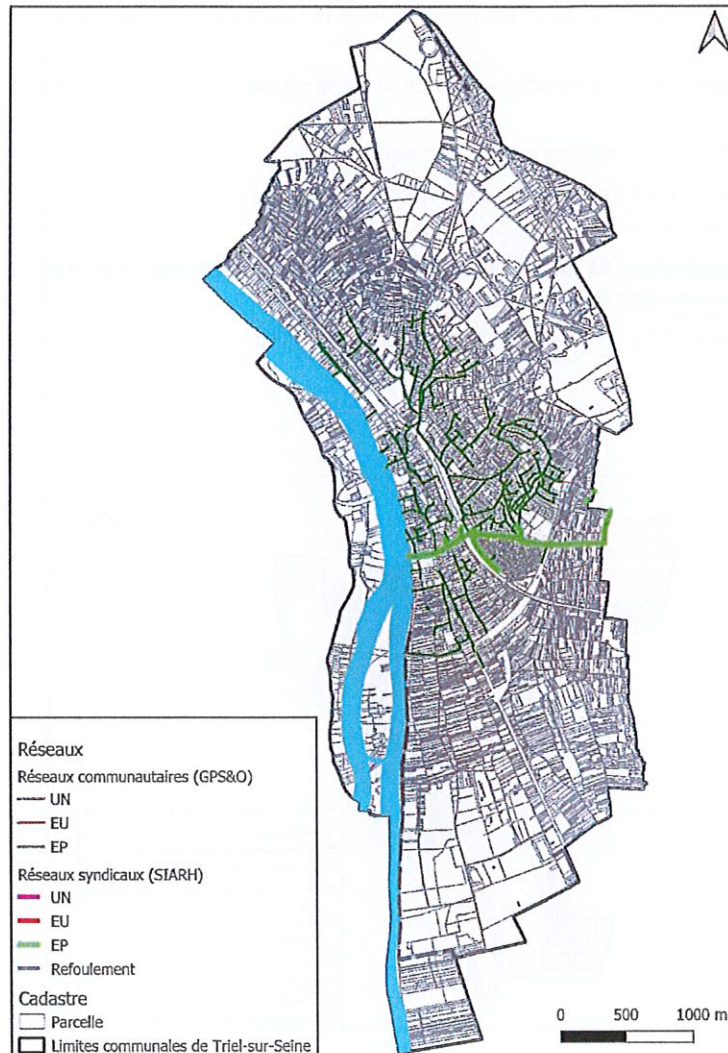 Réseaux
Réseaux communautaires (GPS&O)
UN
EU
EP
Réseaux syndicaux (SIARH)
UN
EU
EP
Refoulement
Cadastre
Parcelle
Limites communales de Triel-sur-Seine
0 500 1000 m